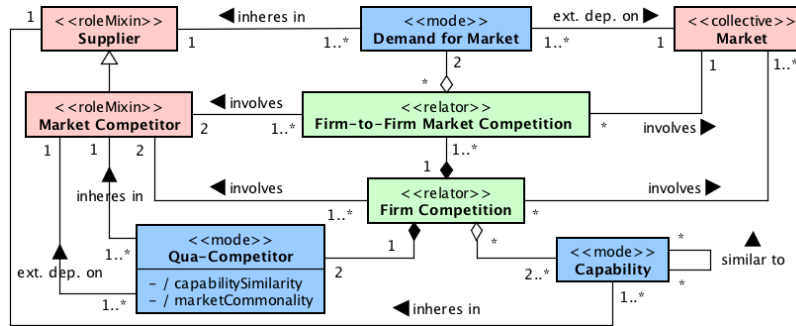 <<roleMixin>>
Supplier
1
1
◀ inheres in
1..*
<<mode>>
Demand for Market
ext. dep. on ▶
1..*
1
<<collective>>
Market
1
1..*
2
*
<<roleMixin>>
Market Competitor
◀ involves
2
1..*
<<relator>>
Firm-to-Firm Market Competition
*
involves ▶
1
1
2
1..*
1
◀ involves
1..*
<<relator>>
Firm Competition
involves ▶
*
▲
inheres in
1..*
<<mode>>
Qua-Competitor
- / capabilitySimilarity
- / marketCommonality
1
2
*
2..*
<<mode>>
Capability
*
*
▲
similar to
▲
ext. dep. on
1..*
◀ inheres in
1..*